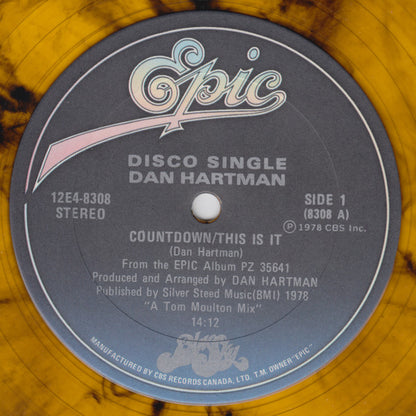 Epic
DISCO SINGLE
DAN HARTMAN
12E4-8308
STEREO
SIDE 1
(8308 A)
℗ 1978 CBS Inc.
COUNTDOWN/THIS IS IT
(Dan Hartman)
From the EPIC Album PZ 35641
Produced and Arranged by DAN HARTMAN
Published by Silver Steed Music(BMI) 1978
"A Tom Moulton Mix"
14:12
MANUFACTURED BY CBS RECORDS CANADA, LTD. T.M. OWNER "EPIC"